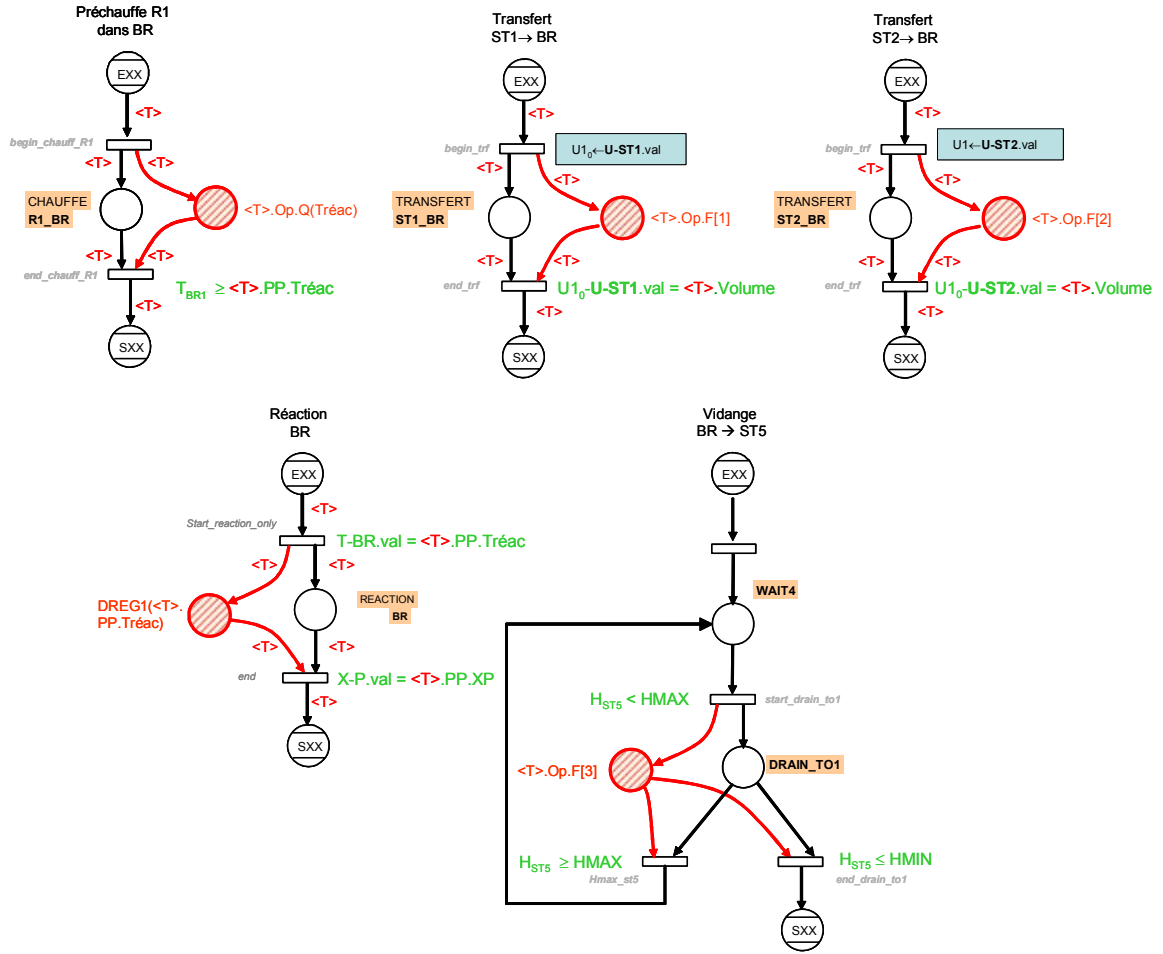 Préchauffe R1
dans BR
EXX
<T>
begin_chauff_R1
<T>
<T>
CHAUFFE
R1_BR
<T>.Op.Q(Tréac)
<T>
<T>
end_chauff_R1
T_BR1 ≥ <T>.PP.Tréac
<T>
SXX
Transfert
ST1→ BR
EXX
<T>
begin_trf
U1₀←U-ST1.val
<T>
<T>
TRANSFERT
ST1_BR
<T>.Op.F[1]
<T>
<T>
end_trf
U1₀-U-ST1.val = <T>.Volume
<T>
SXX
Transfert
ST2→ BR
EXX
<T>
begin_trf
U1←U-ST2.val
<T>
<T>
TRANSFERT
ST2_BR
<T>.Op.F[2]
<T>
<T>
end_trf
U1₀-U-ST2.val = <T>.Volume
<T>
SXX
Réaction
BR
EXX
<T>
Start_reaction_only
T-BR.val = <T>.PP.Tréac
<T>
<T>
DREG1(<T>.
PP.Tréac)
REACTION
BR
<T>
<T>
end
X-P.val = <T>.PP.XP
<T>
SXX
Vidange
BR → ST5
EXX
WAIT4
H_ST5 < HMAX
start_drain_to1
<T>.Op.F[3]
DRAIN_TO1
H_ST5 ≥ HMAX
Hmax_st5
H_ST5 ≤ HMIN
end_drain_to1
SXX